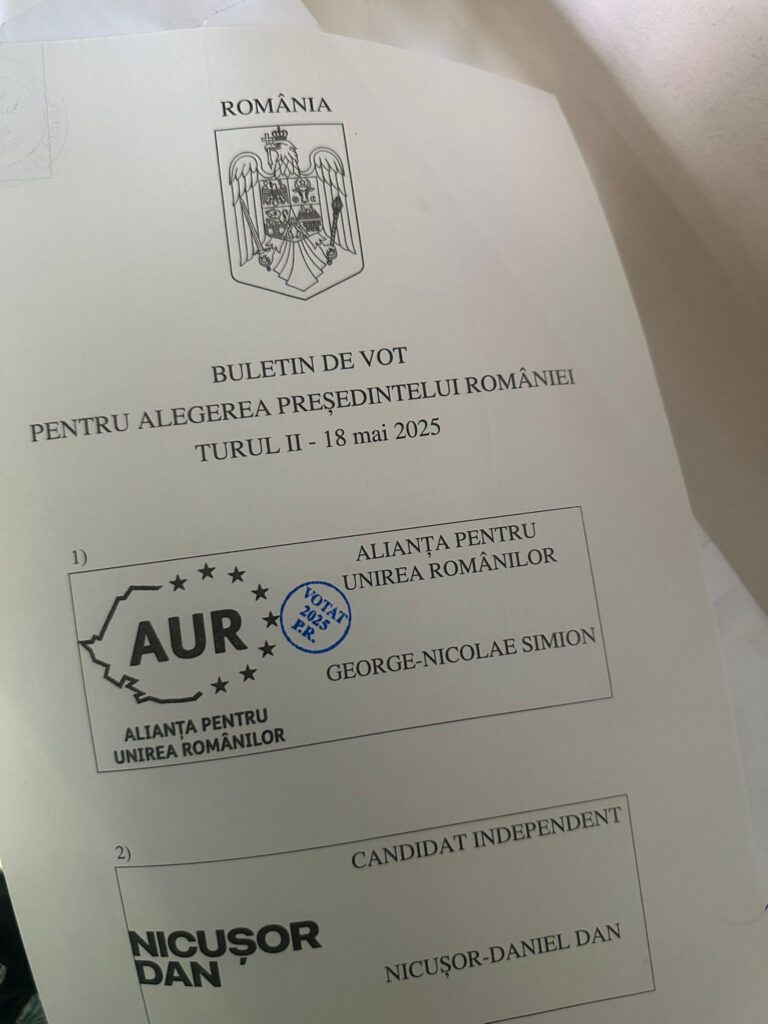 ROMÂNIA
BULETIN DE VOT
PENTRU ALEGEREA PREȘEDINTELUI ROMÂNIEI
TURUL II - 18 mai 2025
1)
AUR
ALIANȚA PENTRU
UNIREA ROMÂNILOR
VOTAT
2025
P.R.
ALIANȚA PENTRU
UNIREA ROMÂNILOR
GEORGE-NICOLAE SIMION
2)
NICUȘOR
DAN
CANDIDAT INDEPENDENT
NICUȘOR-DANIEL DAN